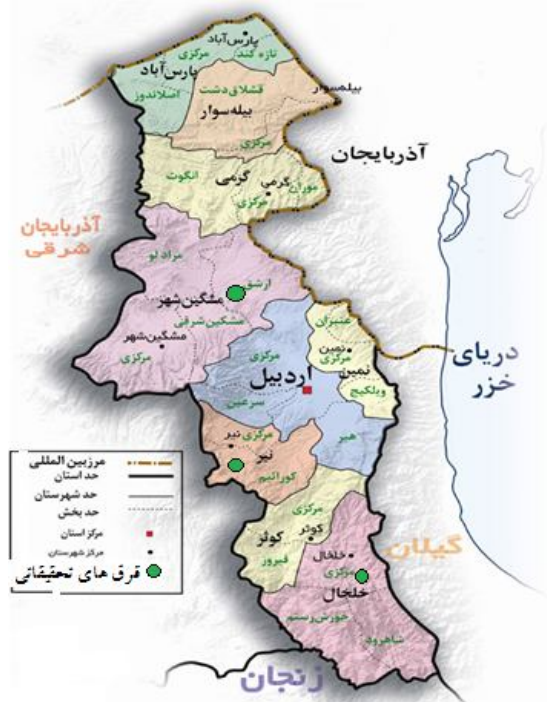 پارس‌آباد
تازه کند
مرکزی
پارس‌آباد
اصلاندوز
قشلاق دشت
بیله سوار
بیله‌سوار
مرکزی
آذربایجان
انگوت
گرمی
گرمی
موران
مرکزی
آذربایجان
شرقی
مرادلو
ارشق
مشگین‌شهر
مشگین شرقی
مشگین‌شهر
مرکزی
عنبران
نمین
مرکزی
نمین
ویلکیج
دریای
خزر
مرکزی
اردبیل
سرعین
هیر
نیر
مرکزی
نیر
کورائیم
مرکزی
کوثر
کوثر
فیروز
گیلان
خلخال
مرکزی
خلخال
خورش رستم
شاهرود
زنجان
مرزبین المللی
حد استان
حد شهرستان
حد بخش
مرکز استان
مرکز شهرستان
قرق های تحقیقاتی